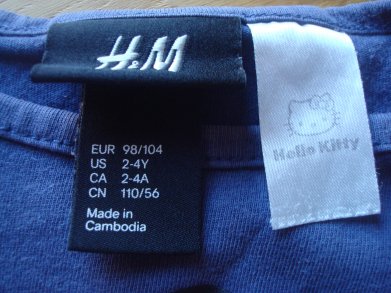 H&M
EUR 98/104
US 2-4Y
CA 2-4A
CN 110/56
Made in
Cambodia
Hello Kitty